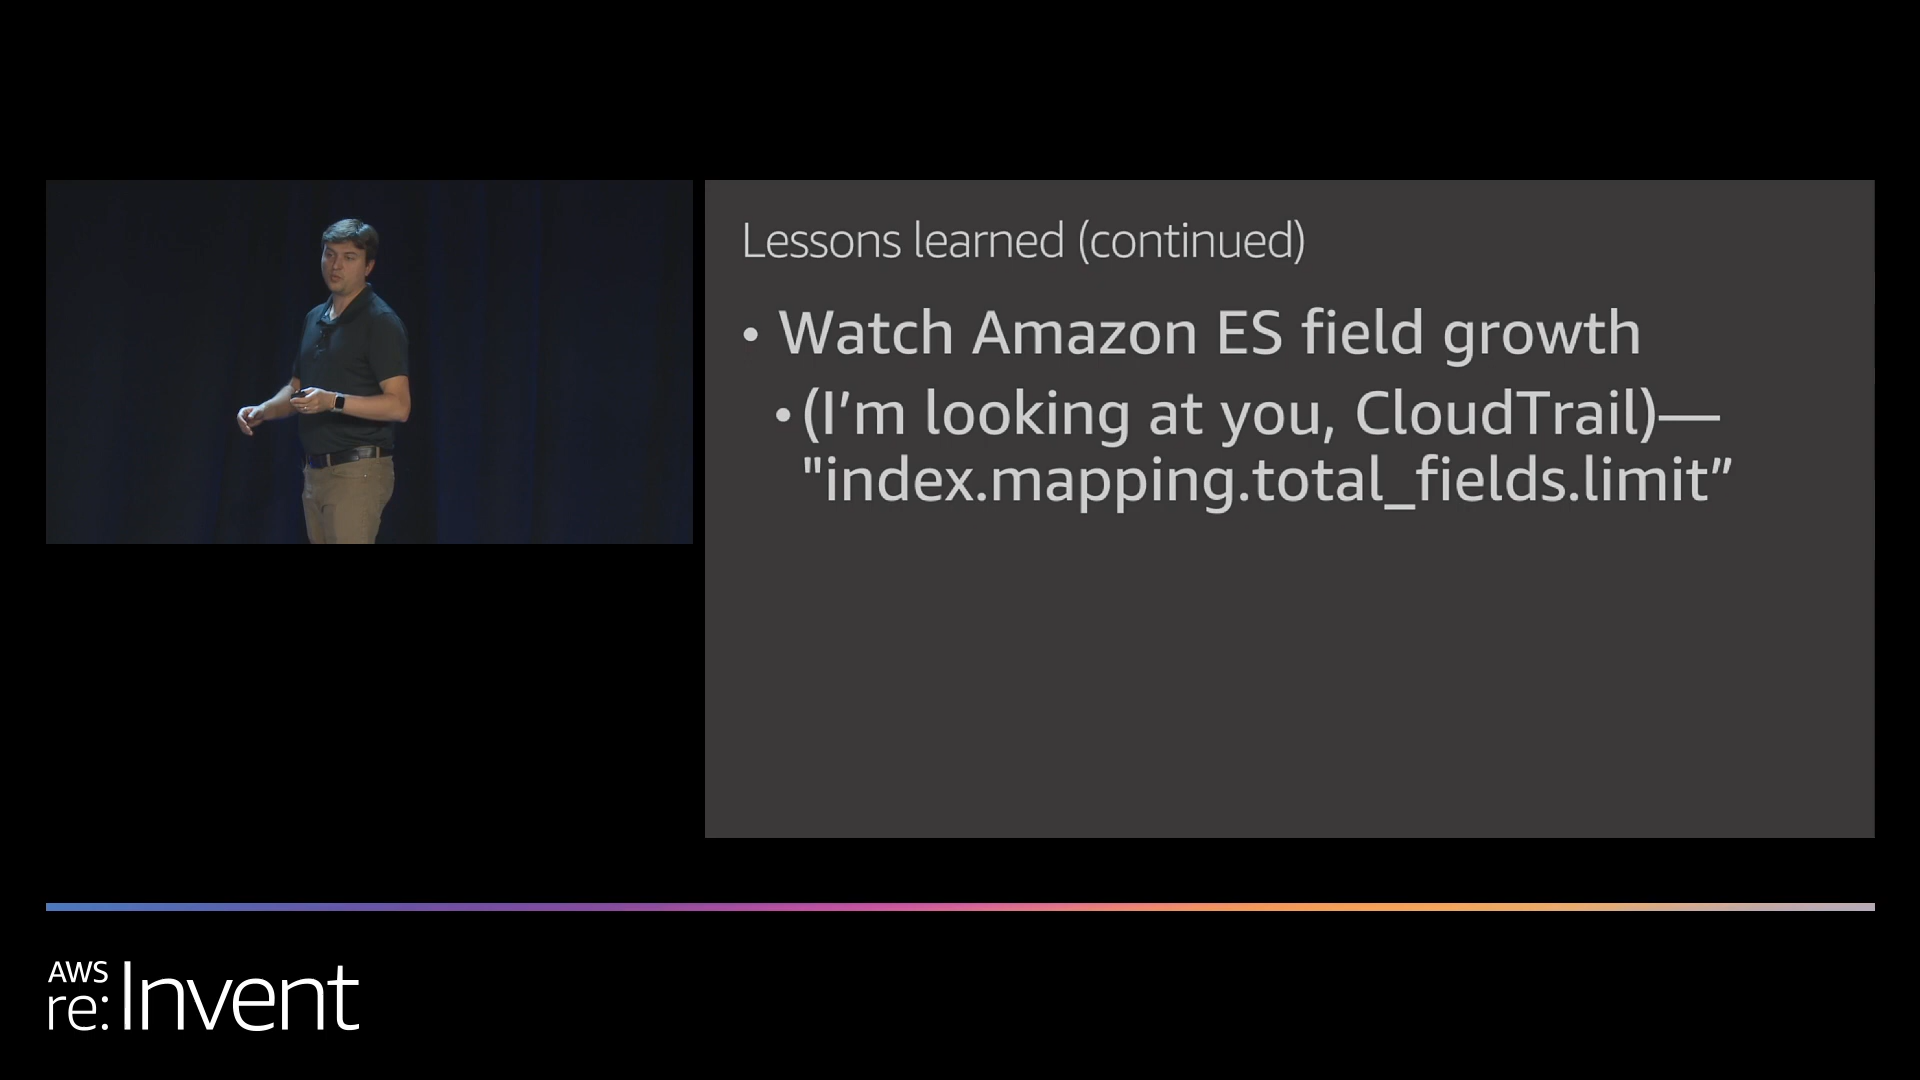 Lessons learned (continued)
• Watch Amazon ES field growth
• (I’m looking at you, CloudTrail)—
"index.mapping.total_fields.limit”
AWS
re:Invent